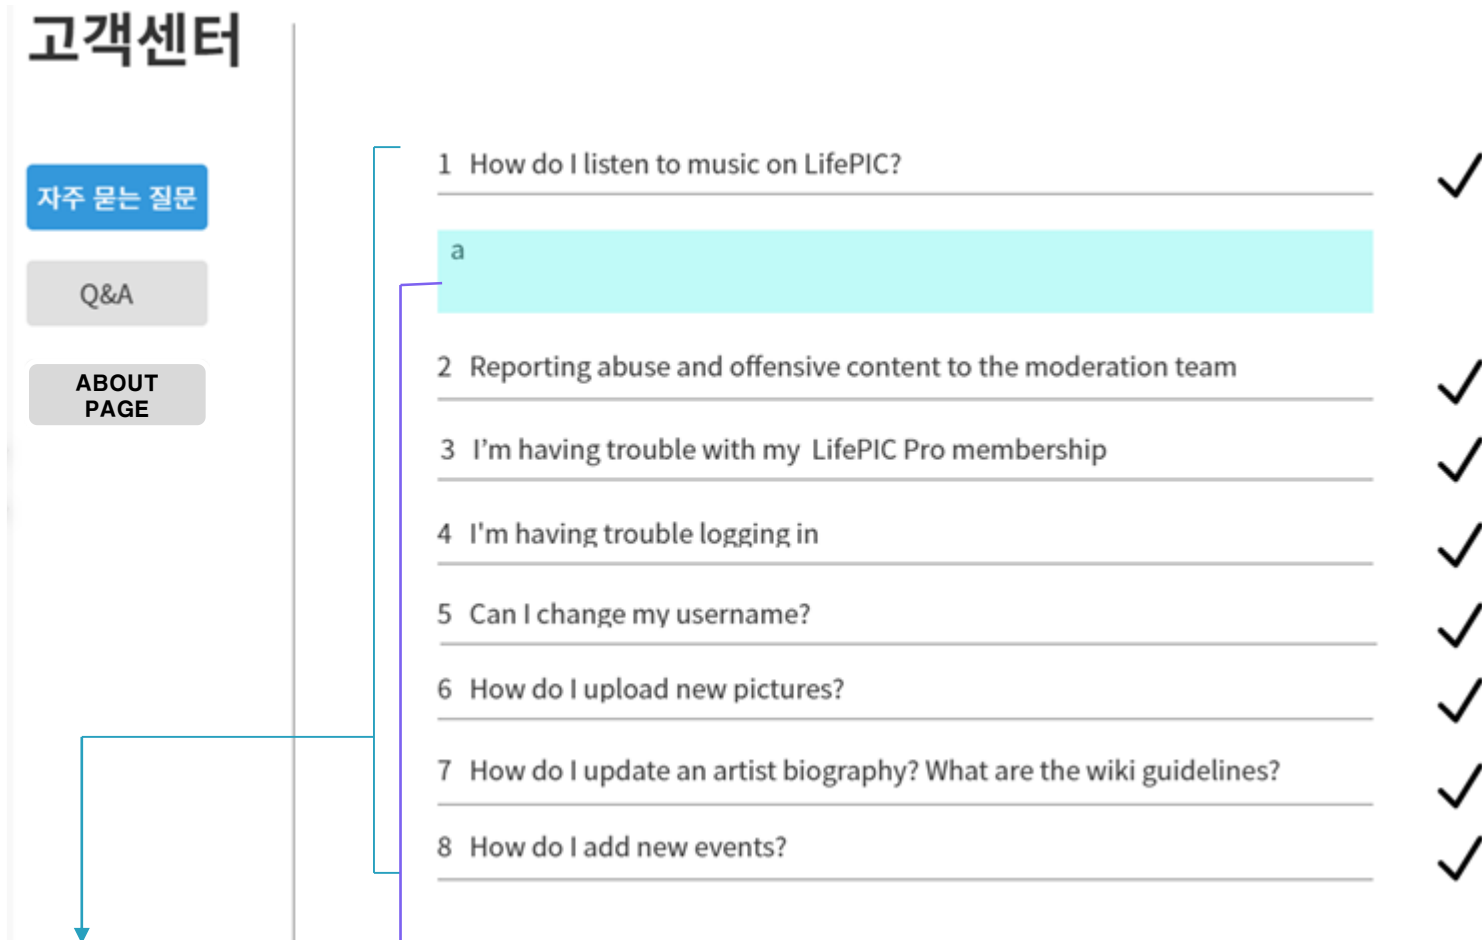 고객센터
자주 묻는 질문
Q&A
ABOUT
PAGE
1 How do I listen to music on LifePIC?
a
2 Reporting abuse and offensive content to the moderation team
3 I’m having trouble with my LifePIC Pro membership
4 I'm having trouble logging in
5 Can I change my username?
6 How do I upload new pictures?
7 How do I update an artist biography? What are the wiki guidelines?
8 How do I add new events?